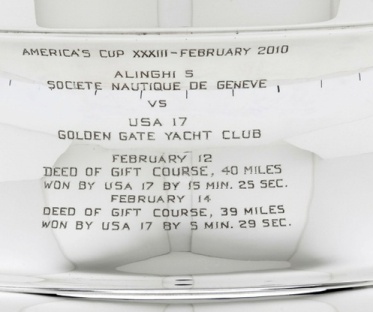 AMERICA'S CUP XXXIII-FEBRUARY 2010
ALINGHI 5
SOCIETE NAUTIQUE DE GENEVE
VS
USA 17
GOLDEN GATE YACHT CLUB
FEBRUARY 12
DEED OF GIFT COURSE, 40 MILES
WON BY USA 17 BY 15 MIN. 25 SEC.
FEBRUARY 14
DEED OF GIFT COURSE, 39 MILES
WON BY USA 17 BY 5 MIN. 29 SEC.